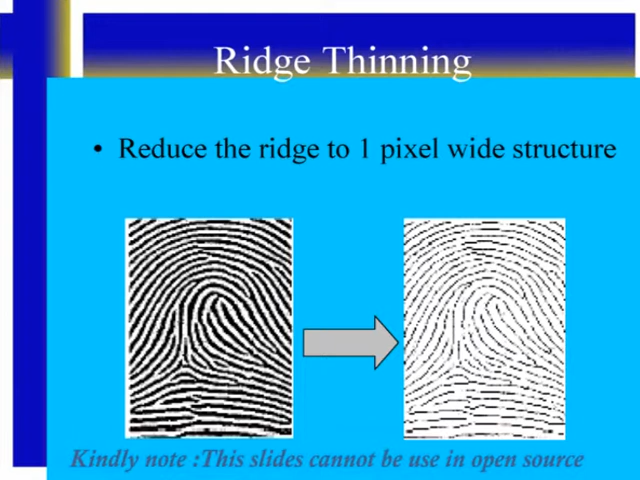 Ridge Thinning
• Reduce the ridge to 1 pixel wide structure
Kindly note :This slides cannot be use in open source